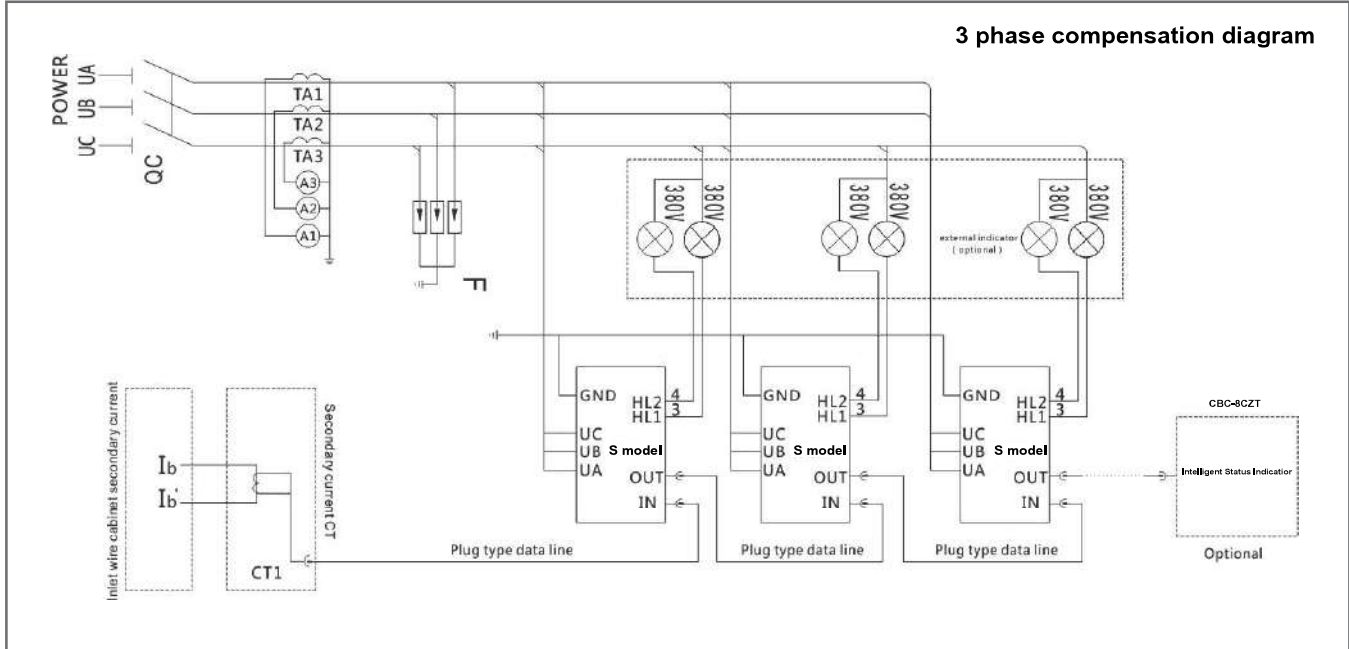 3 phase compensation diagram
POWER
UA
UB
UC
QC
TA1
TA2
TA3
A3
A2
A1
F
380V
380V
380V
380V
external indicator
( optional )
380V
380V
GND
HL2 4
HL1 3
UC
UB
UA
S model
OUT
IN
GND
HL2 4
HL1 3
UC
UB
UA
S model
OUT
IN
GND
HL2 4
HL1 3
UC
UB
UA
S model
OUT
IN
CBC-8CZT
Intelligent Status Indicatior
Optional
Inlet wire cabinet secondary current
Ib
Ib'
Secondary current CT
CT1
Plug type data line
Plug type data line
Plug type data line